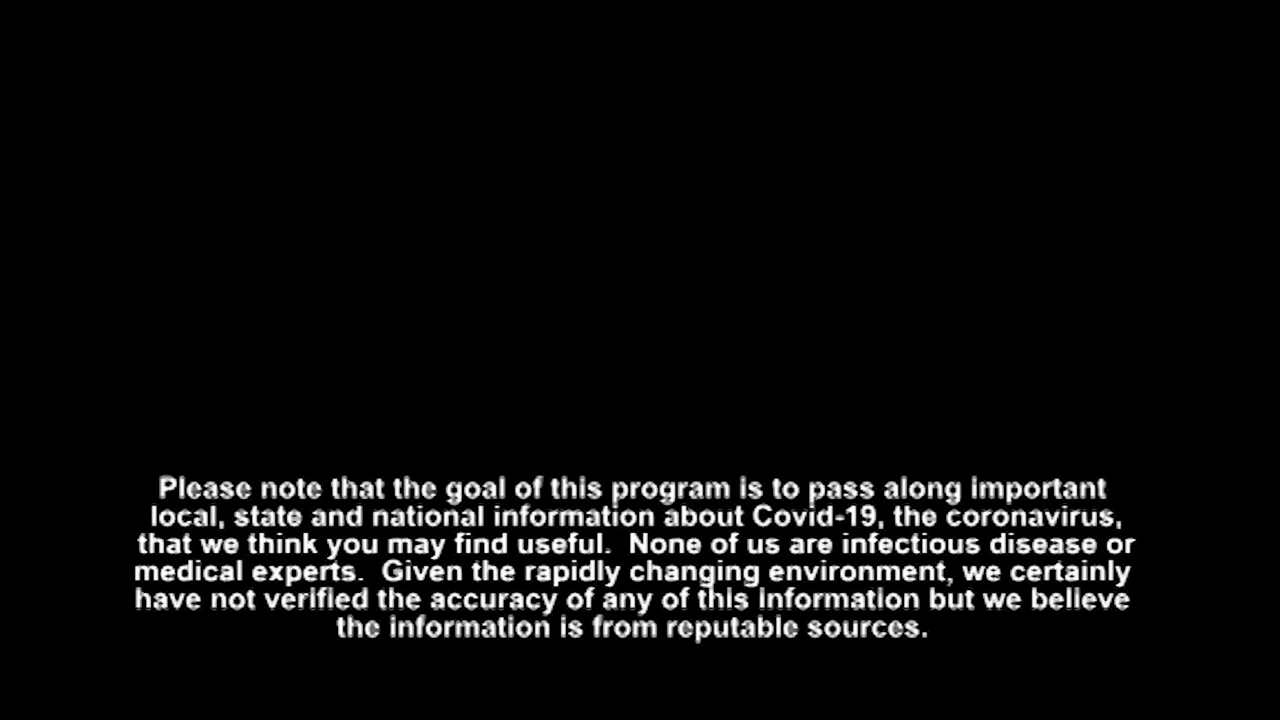 Please note that the goal of this program is to pass along important
local, state and national information about Covid-19, the coronavirus,
that we think you may find useful.  None of us are infectious disease or
medical experts.  Given the rapidly changing environment, we certainly
have not verified the accuracy of any of this information but we believe
the information is from reputable sources.